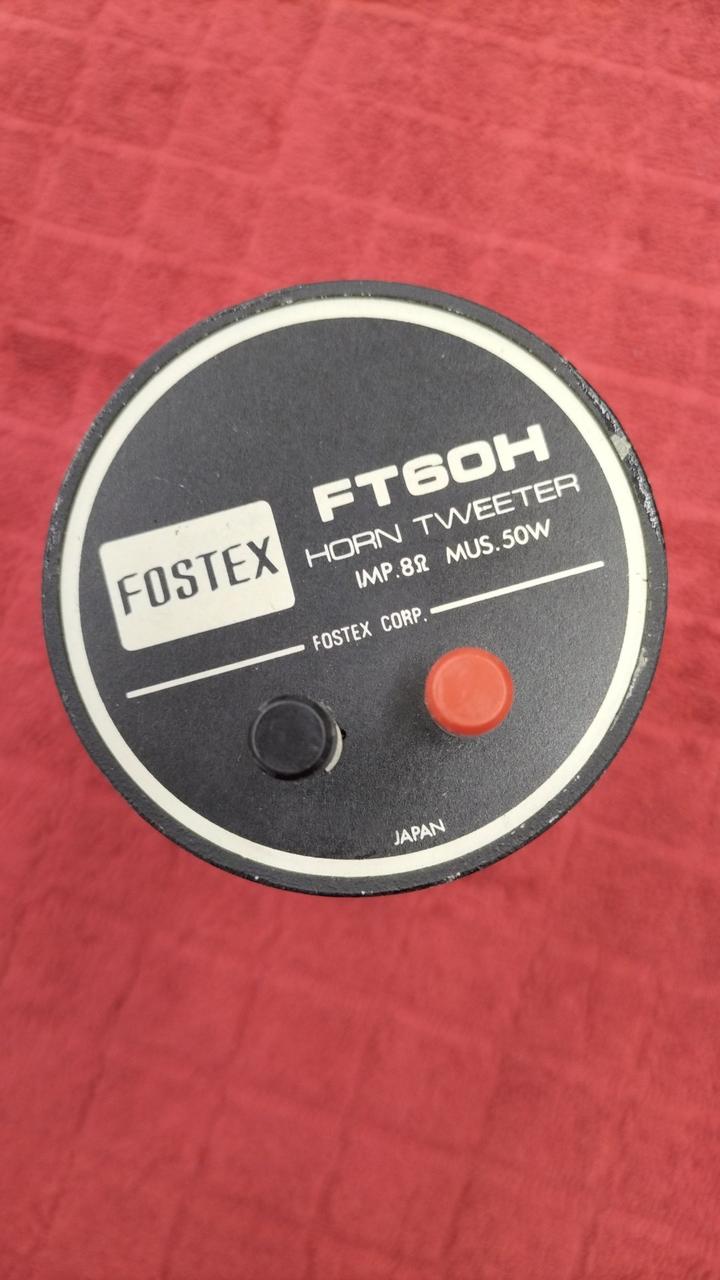 FT60H
FOSTEX
HORN TWEETER
IMP.8Ω MUS.50W
FOSTEX CORP.
JAPAN